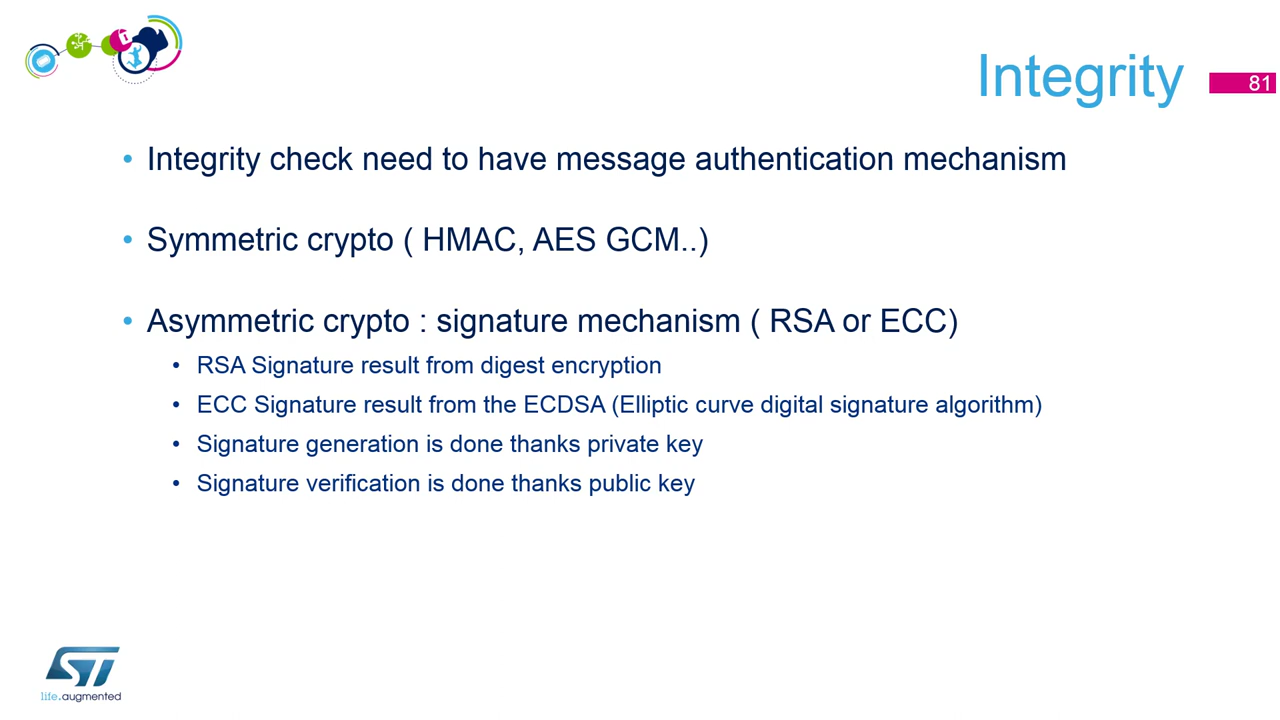 Integrity
81
• Integrity check need to have message authentication mechanism
• Symmetric crypto ( HMAC, AES GCM..)
• Asymmetric crypto : signature mechanism ( RSA or ECC)
• RSA Signature result from digest encryption
• ECC Signature result from the ECDSA (Elliptic curve digital signature algorithm)
• Signature generation is done thanks private key
• Signature verification is done thanks public key
ST
life.augmented